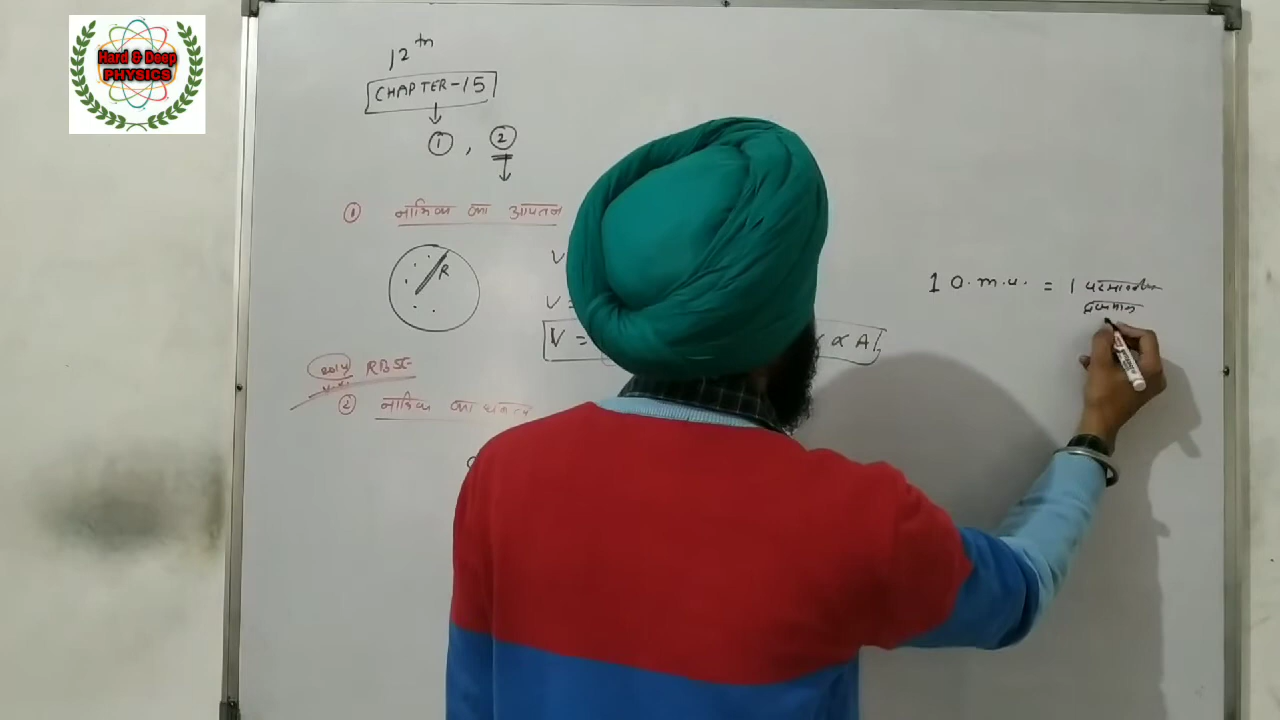 Hard & Deep
PHYSICS
12th
CHAPTER-15
① , ②
① नाभिक का आयतन
R
V
V =
V = ∝ A
2014 RBSE
② नाभिक का घनत्व
1 a.m.u. = 1 परमाण्विक
द्रव्यमान